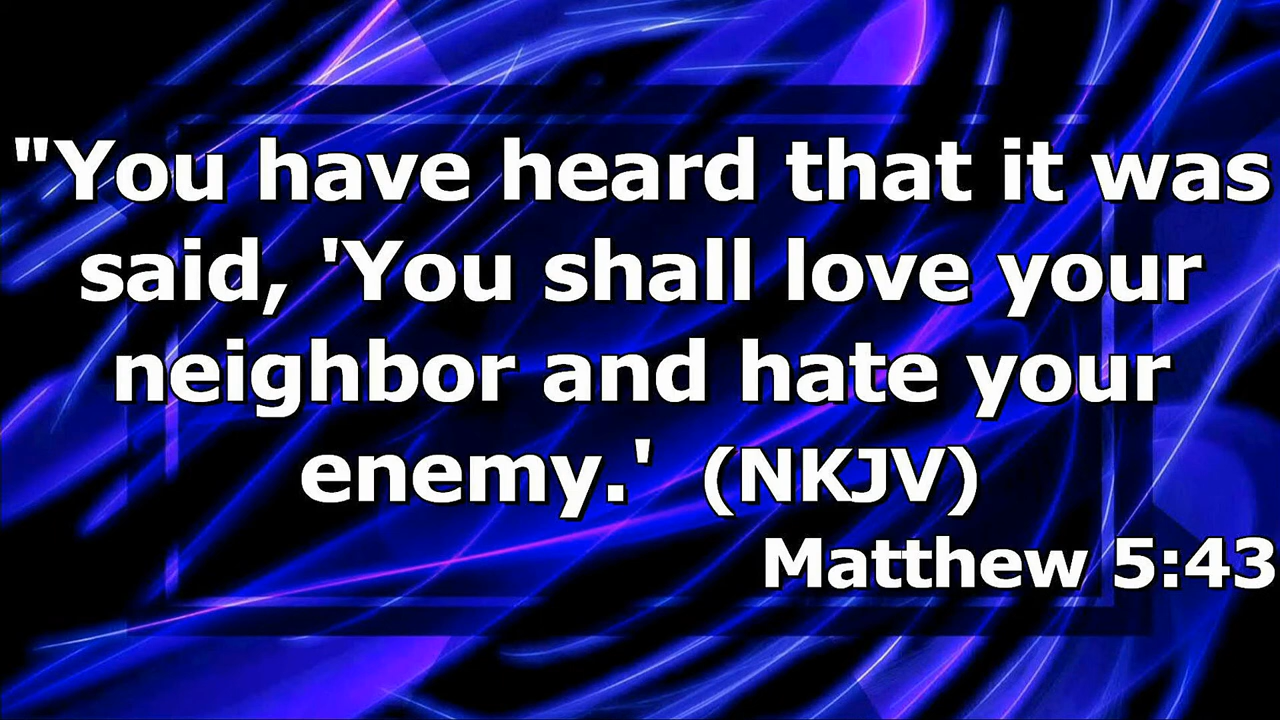 "You have heard that it was
said, 'You shall love your
neighbor and hate your
enemy.' (NKJV)
Matthew 5:43